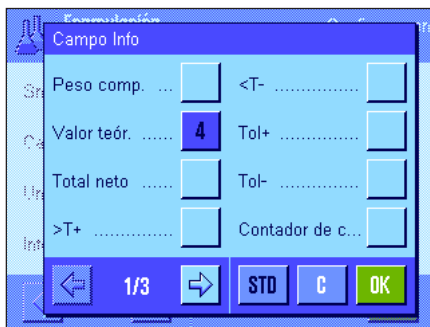 Formulación
Campo Info
Peso comp. ...
<T- ...............
Valor teór. ...... 4
Tol+ ..............
Total neto ......
Tol- ..............
>T+ ..............
Contador de c...
1/3
STD
C
OK